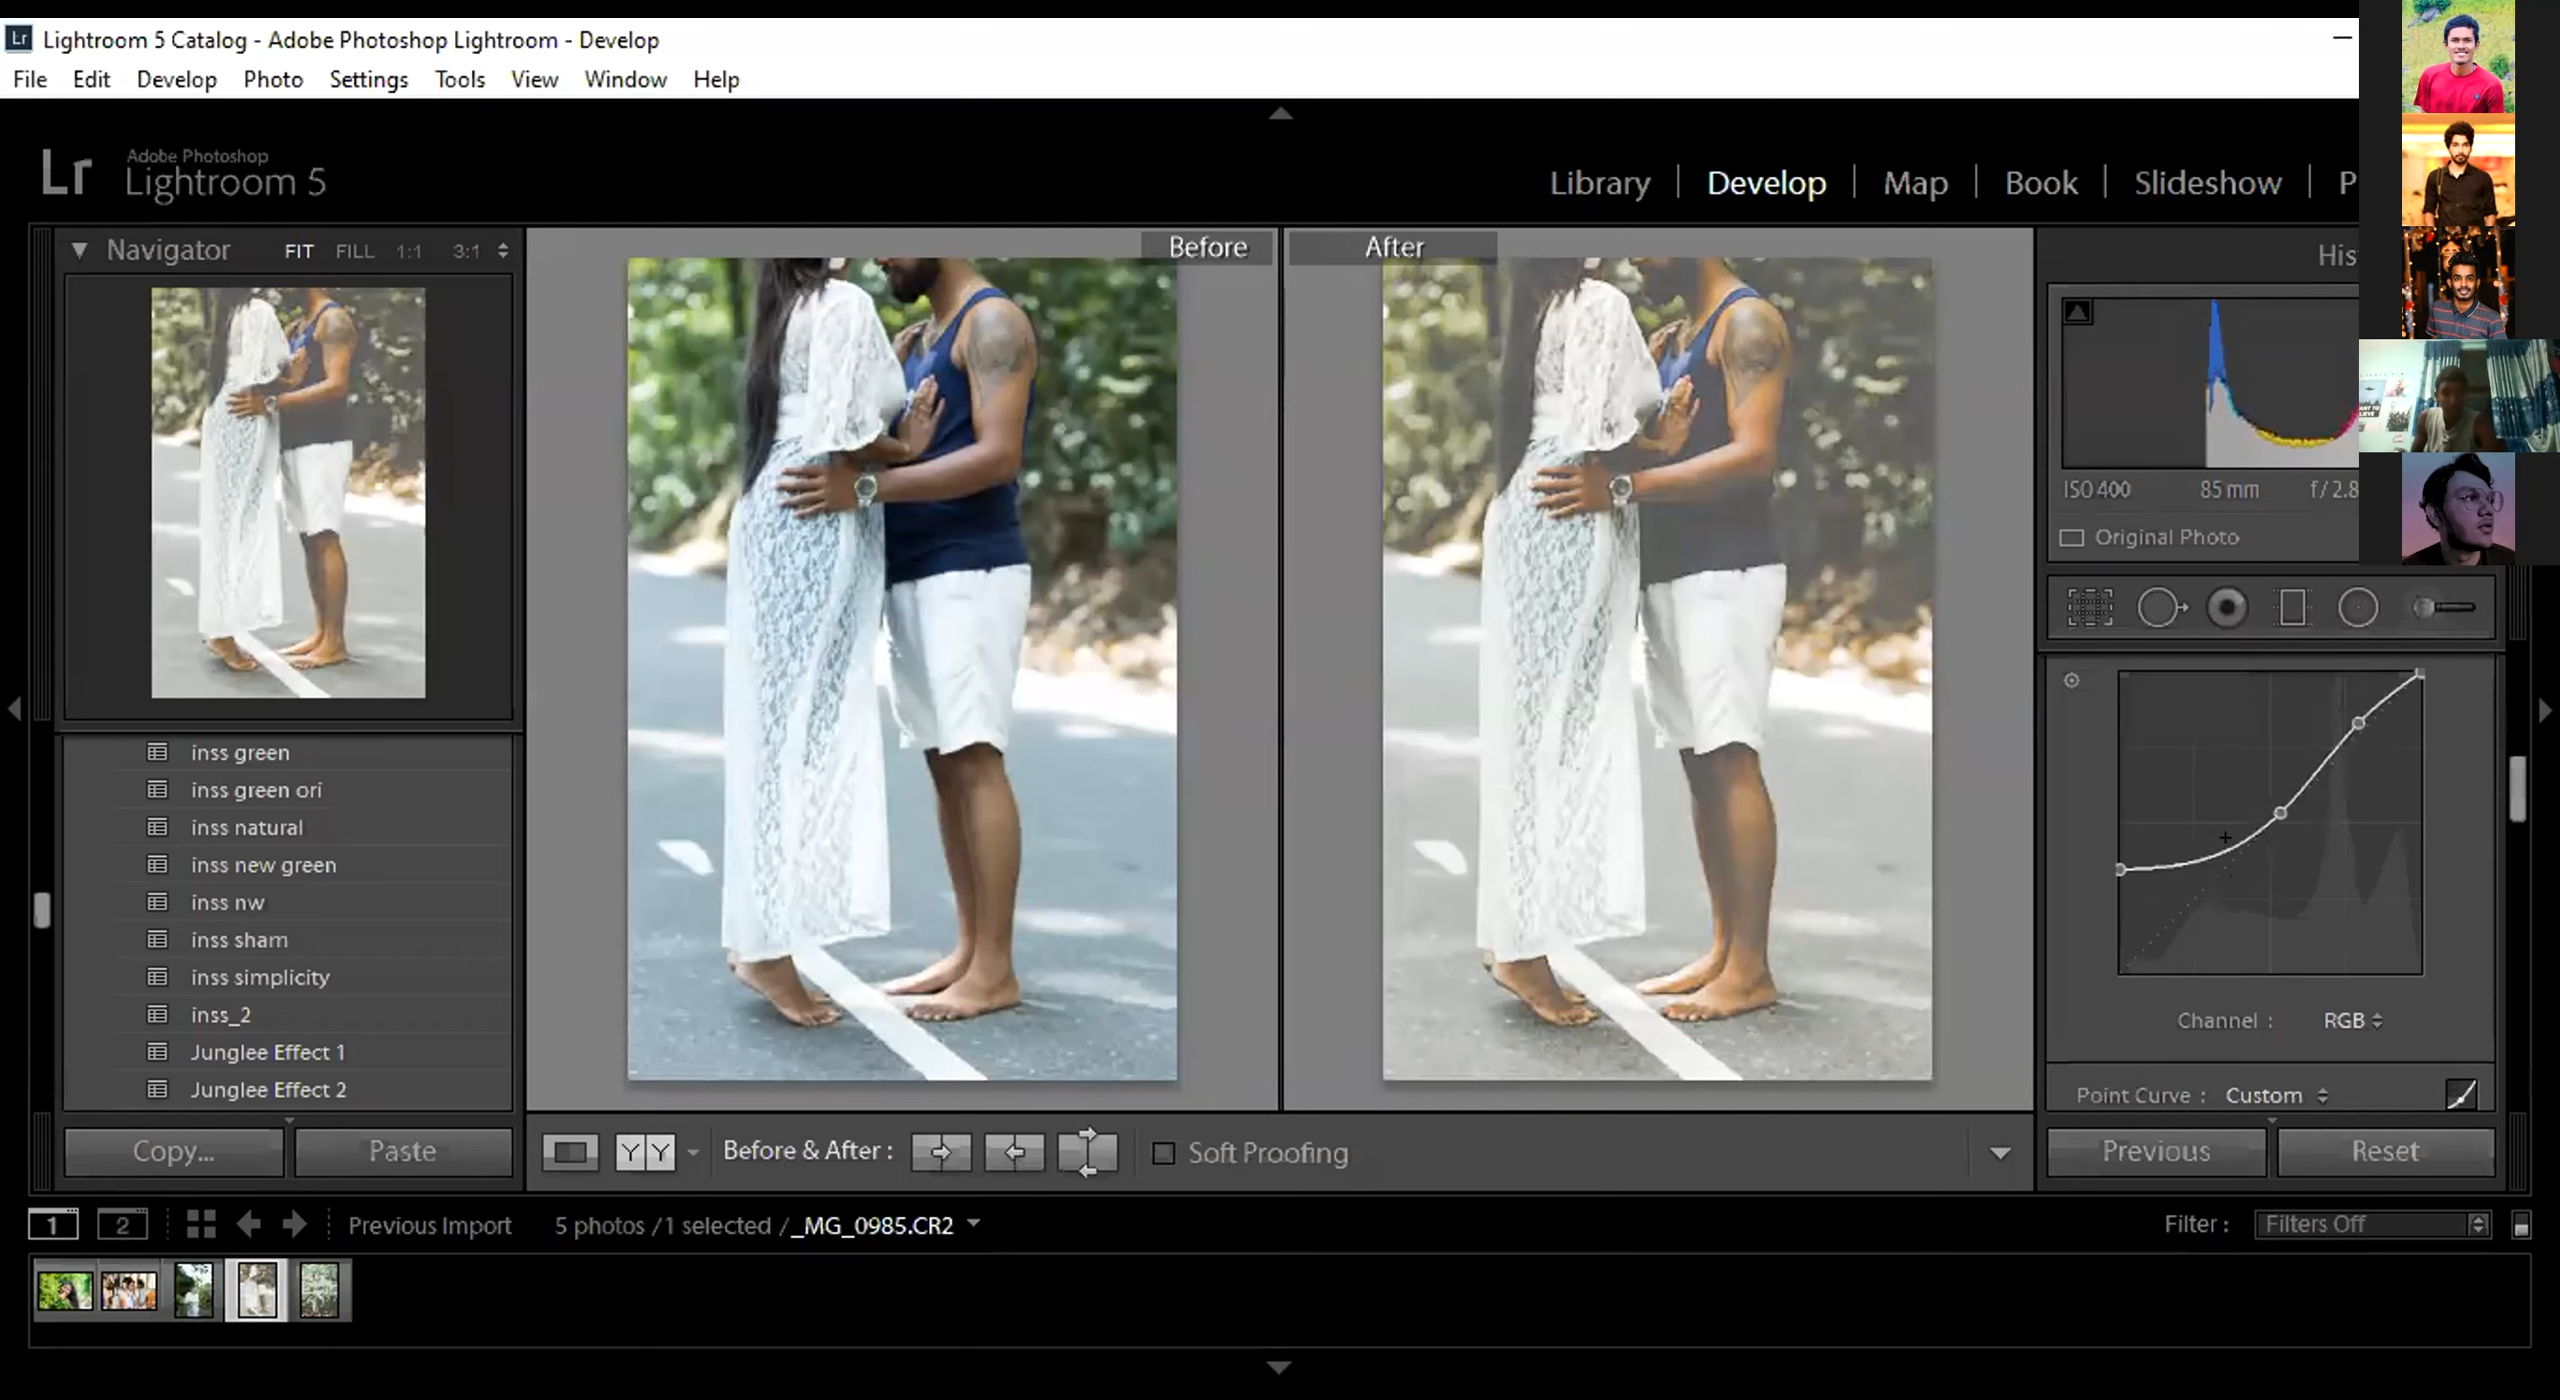 Lr Lightroom 5 Catalog - Adobe Photoshop Lightroom - Develop
File Edit Develop Photo Settings Tools View Window Help
Lr Adobe Photoshop
Lightroom 5
Library | Develop | Map | Book | Slideshow | P
Navigator FIT FILL 1:1 3:1
Before
After
His
ISO 400 85 mm f / 2.8
Original Photo
inss green
inss green ori
inss natural
inss new green
inss nw
inss sham
inss simplicity
inss_2
Junglee Effect 1
Junglee Effect 2
Channel : RGB
Point Curve : Custom
Copy... Paste
YY Before & After : Soft Proofing
Previous Reset
1 2 Previous Import 5 photos /1 selected /_MG_0985.CR2
Filter : Filters Off